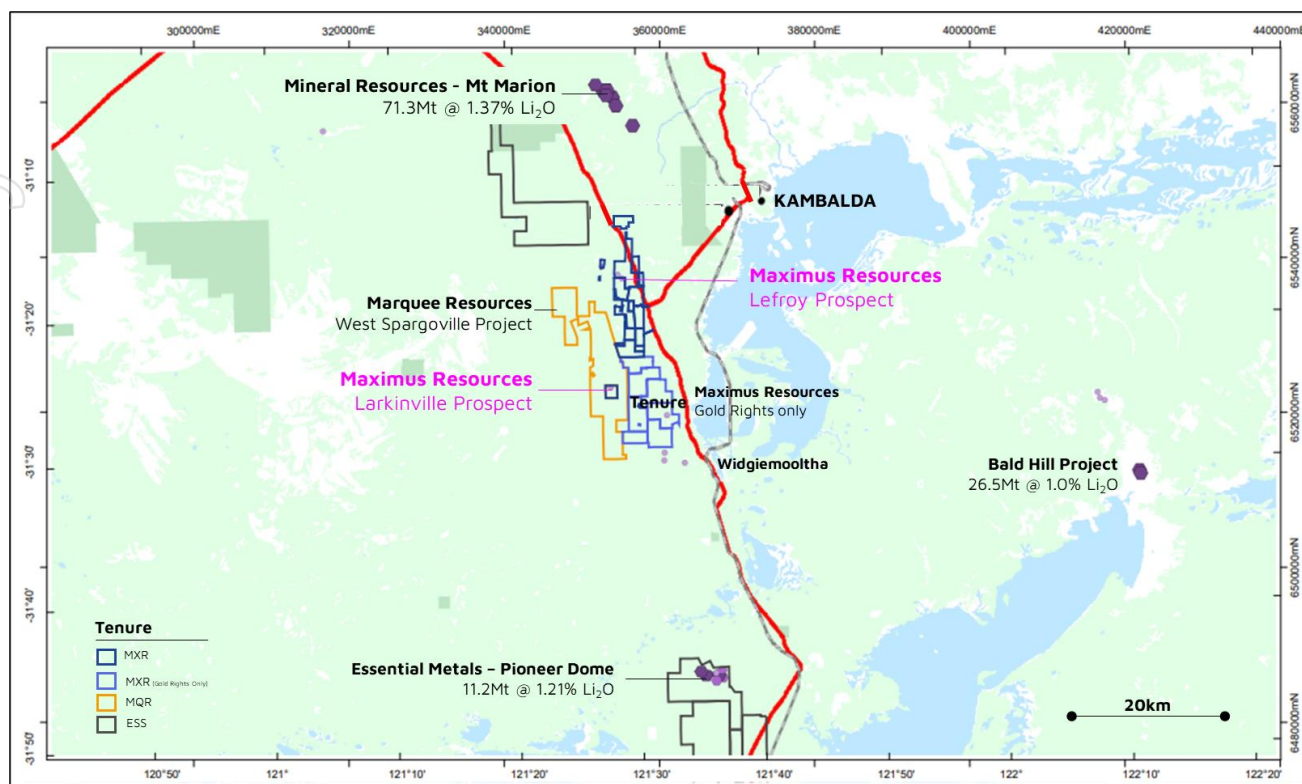 300000mE 320000mE 340000mE 360000mE 380000mE 400000mE 420000mE 440000mE
Mineral Resources - Mt Marion
71.3Mt @ 1.37% Li₂O
6560000mN
-31°10'
KAMBALDA
6540000mN
Maximus Resources
Lefroy Prospect
Marquee Resources
West Spargoville Project
-31°20'
Maximus Resources
Larkinville Prospect
Maximus Resources
Tenure
Gold Rights only
6520000mN
-31°30'
Widgiemooltha
Bald Hill Project
26.5Mt @ 1.0% Li₂O
6500000mN
-31°40'
Tenure
MXR
MXR (Gold Rights Only)
MQR
ESS
Essential Metals – Pioneer Dome
11.2Mt @ 1.21% Li₂O
20km
6480000mN
-31°50'
120°50' 121° 121°10' 121°20' 121°30' 121°40' 121°50' 122° 122°10' 122°20'